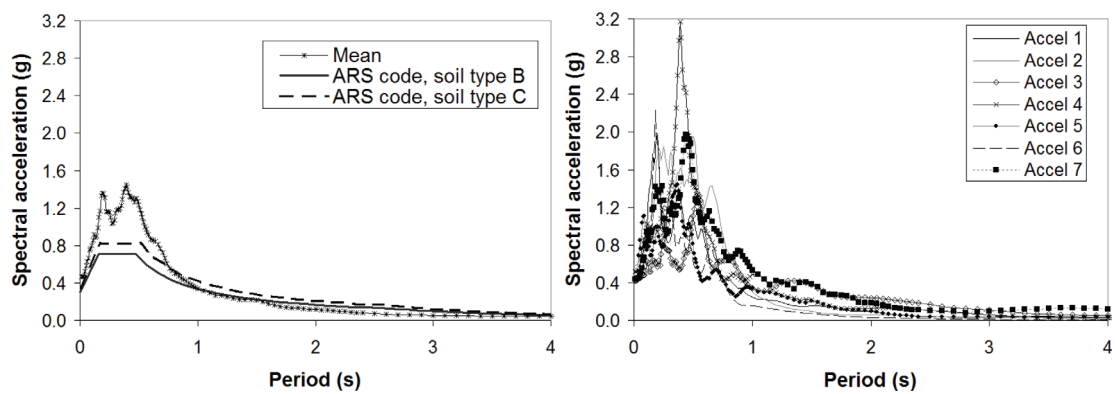 3.2
2.8
2.4
2.0
1.6
1.2
0.8
0.4
0.0
Spectral acceleration (g)
Mean
ARS code, soil type B
ARS code, soil type C
0 1 2 3 4
Period (s)
3.2
2.8
2.4
2.0
1.6
1.2
0.8
0.4
0.0
Spectral acceleration (g)
Accel 1
Accel 2
Accel 3
Accel 4
Accel 5
Accel 6
Accel 7
0 1 2 3 4
Period (s)